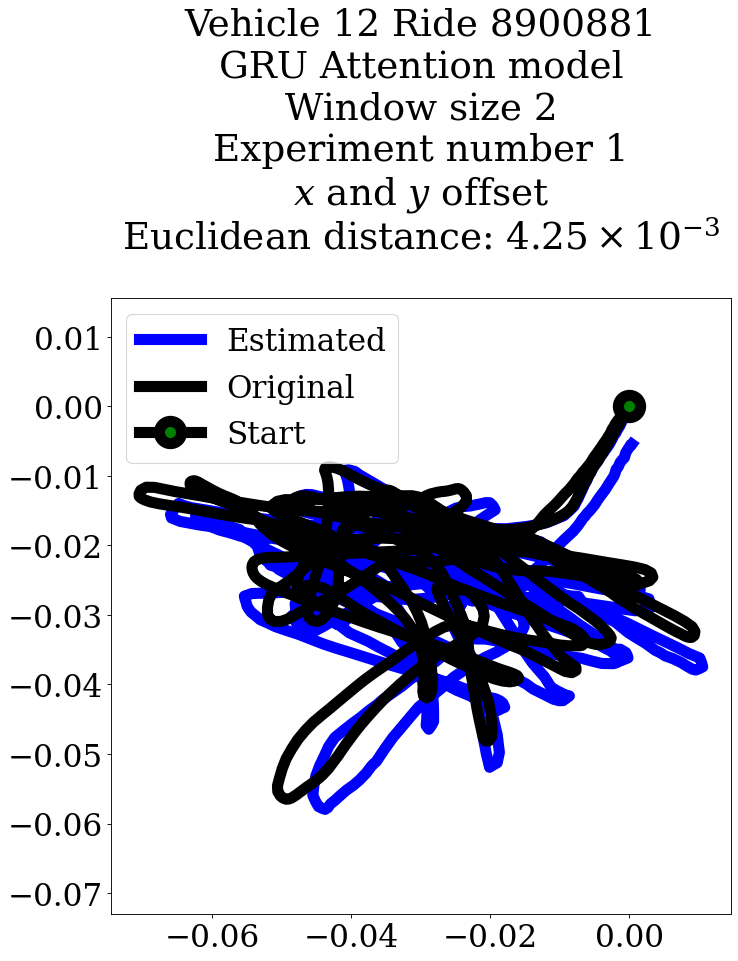 Vehicle 12 Ride 8900881
GRU Attention model
Window size 2
Experiment number 1
x and y offset
Euclidean distance: 4.25 × 10⁻³
Estimated
Original
Start
0.01
0.00
−0.01
−0.02
−0.03
−0.04
−0.05
−0.06
−0.07
−0.06 −0.04 −0.02 0.00